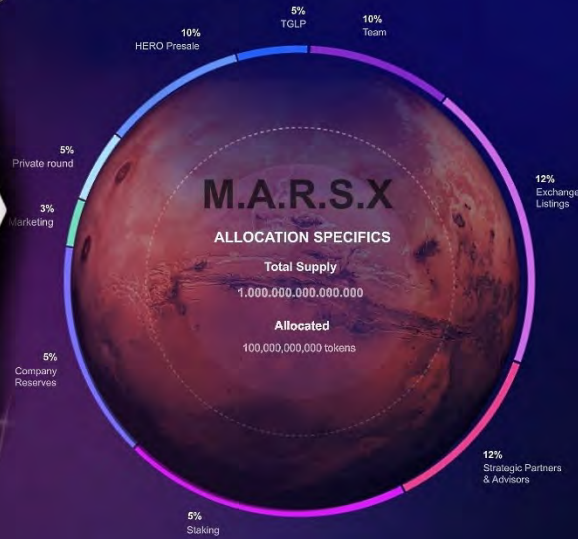 5%
TGLP
10%
Team
10%
HERO Presale
12%
Exchange
Listings
5%
Private round
3%
Marketing
M.A.R.S.X
ALLOCATION SPECIFICS
Total Supply
1.000.000.000.000.000
Allocated
100,000,000,000 tokens
5%
Company
Reserves
12%
Strategic Partners
& Advisors
5%
Staking